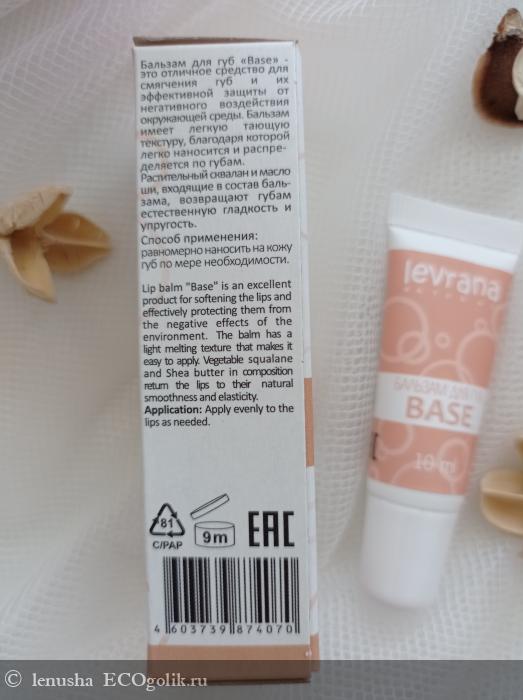 Бальзам для губ «Base» -
это отличное средство для
смягчения губ и их
эффективной защиты от
негативного воздействия
окружающей среды. Бальзам
имеет легкую тающую
текстуру, благодаря которой
легко наносится и распре-
деляется по губам.
Растительный сквалан и масло
ши, входящие в состав баль-
зама, возвращают губам
естественную гладкость и
упругость.
Способ применения:
равномерно наносить на кожу
губ по мере необходимости.
Lip balm "Base" is an excellent
product for softening the lips and
effectively protecting them from
the negative effects of the
environment. The balm has a
light melting texture that makes it
easy to apply. Vegetable squalane
and Shea butter in composition
return the lips to their natural
smoothness and elasticity.
Application: Apply evenly to the
lips as needed.
81
C/PAP
9m
EAC
4 603739 874070
levrana
БАЛЬЗАМ ДЛЯ
BASE
10 ml
© lenusha ECOgolik.ru